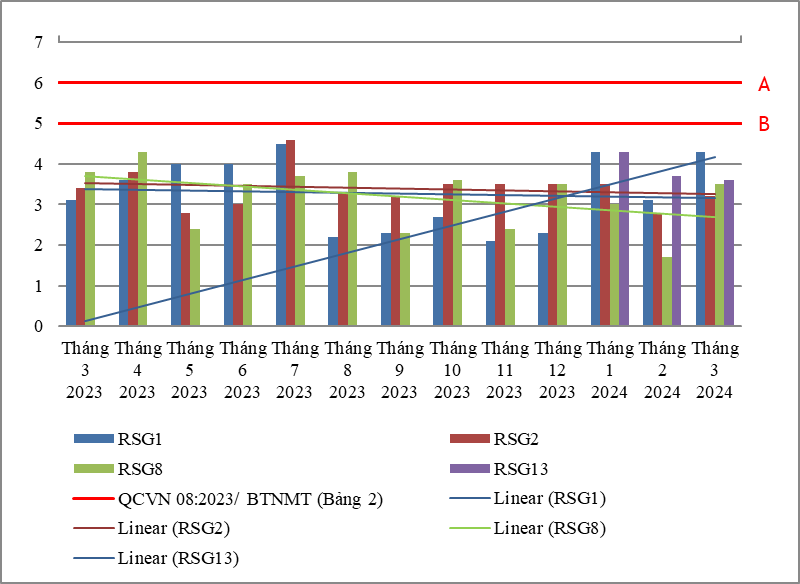 7
6
A
5
B
4
3
2
1
0
Tháng Tháng Tháng Tháng Tháng Tháng Tháng Tháng Tháng Tháng Tháng Tháng Tháng
3 4 5 6 7 8 9 10 11 12 1 2 3
2023 2023 2023 2023 2023 2023 2023 2023 2023 2023 2024 2024 2024
RSG1 RSG2
RSG8 RSG13
QCVN 08:2023/ BTNMT (Bảng 2) Linear (RSG1)
Linear (RSG2) Linear (RSG8)
Linear (RSG13)